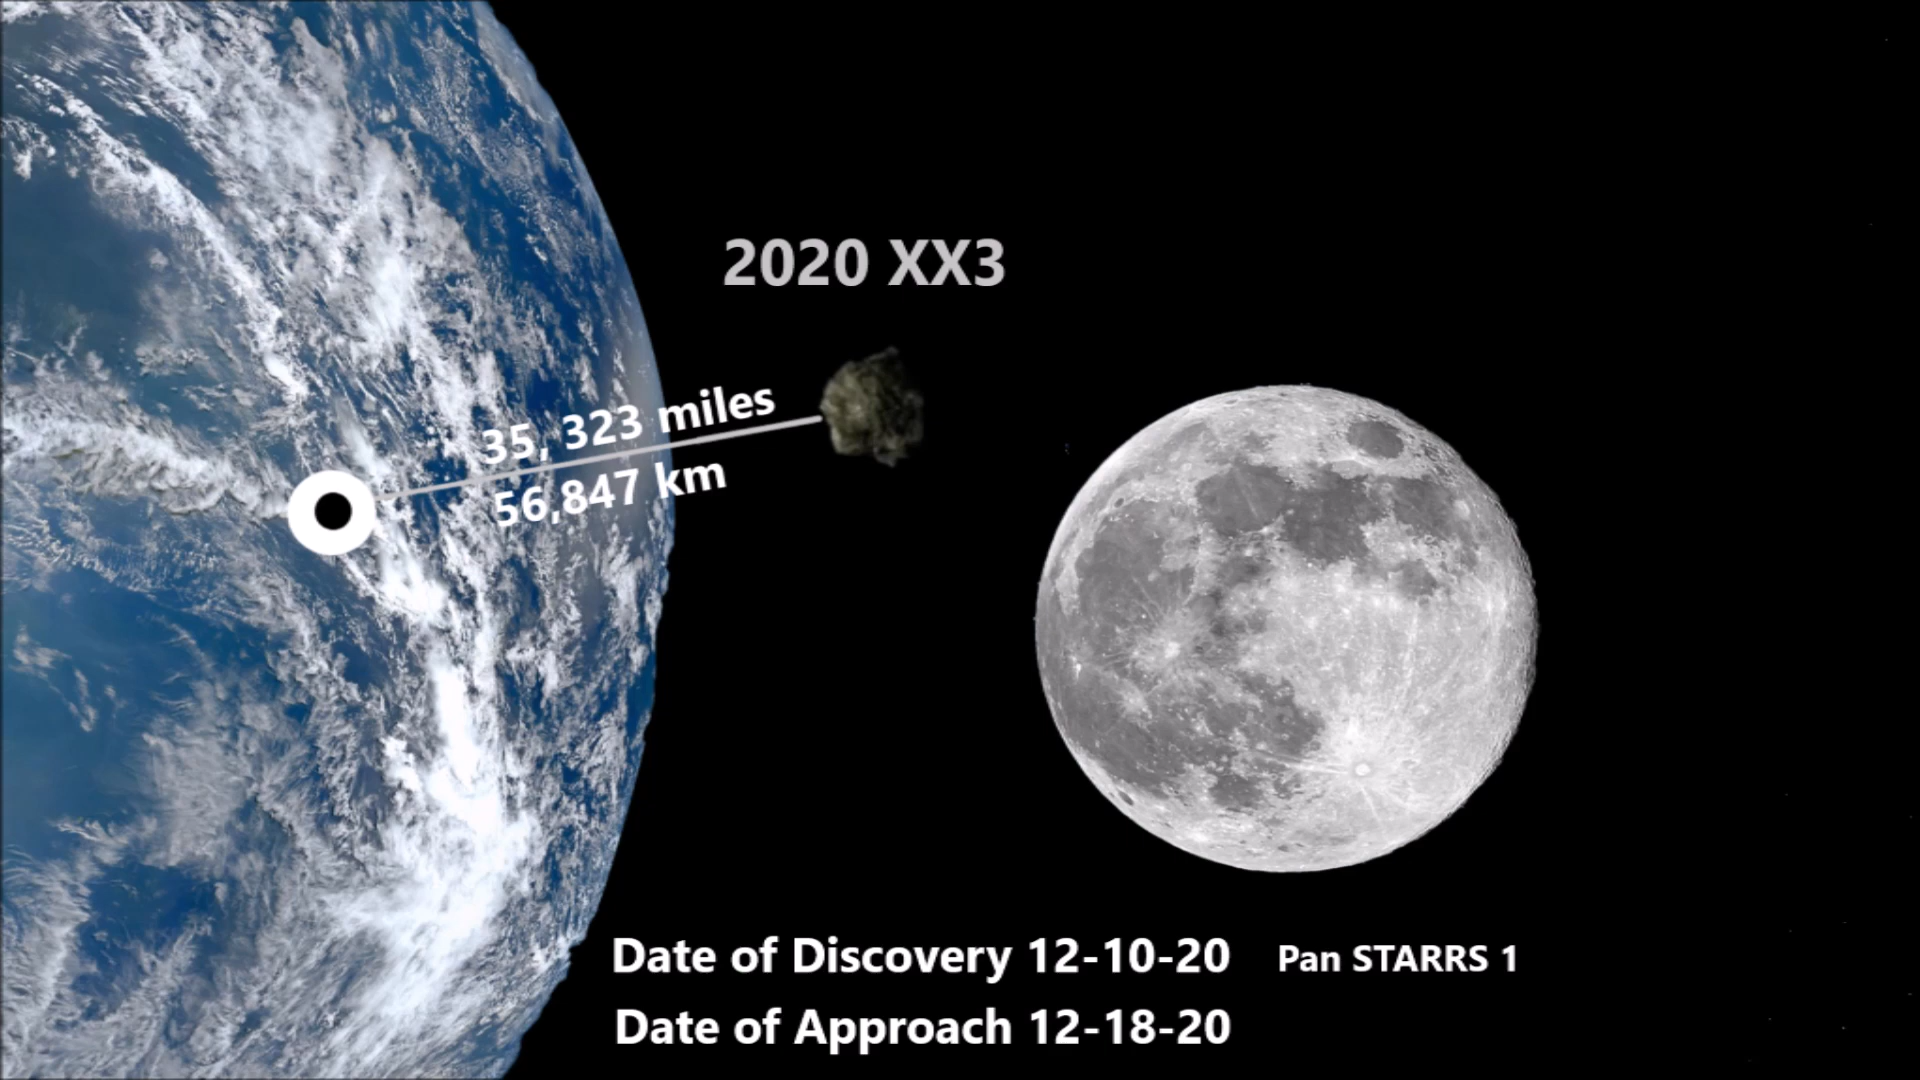 2020 XX3
35, 323 miles
56,847 km
Date of Discovery 12-10-20 Pan STARRS 1
Date of Approach 12-18-20